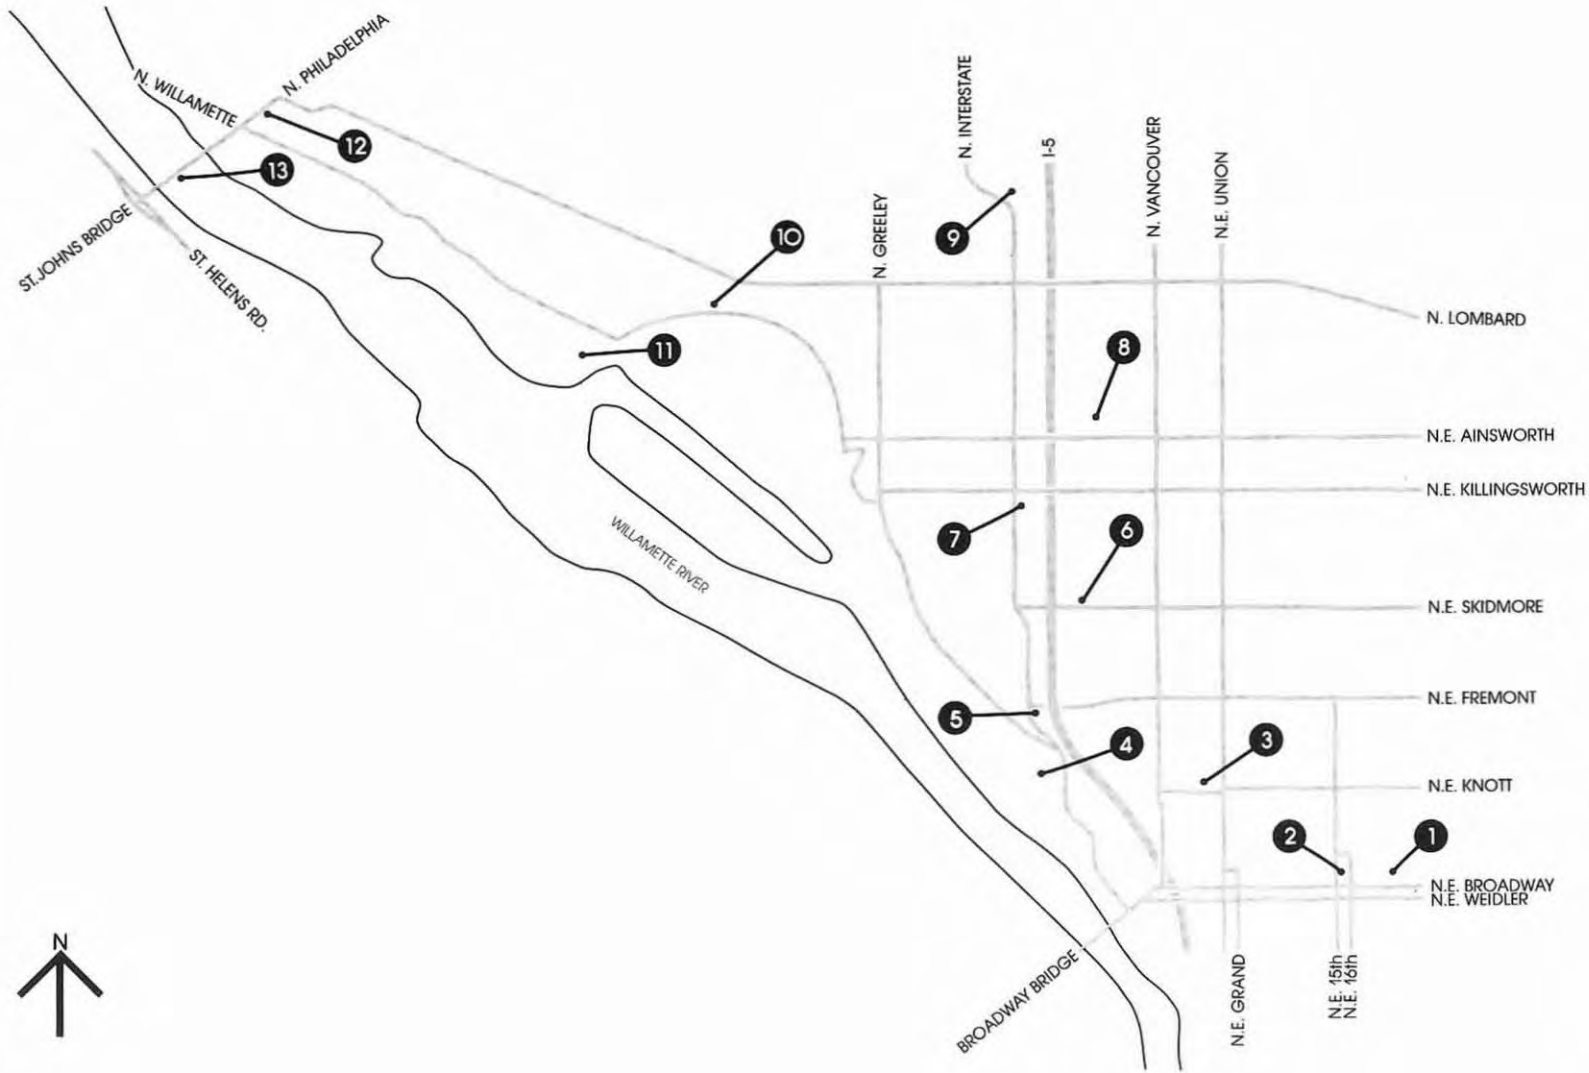 N. PHILADELPHIA
N. WILLAMETTE
12
13
ST. JOHNS BRIDGE
ST. HELENS RD.
N. INTERSTATE
I-5
N. VANCOUVER
N.E. UNION
N. GREELEY
9
10
11
8
N. LOMBARD
N.E. AINSWORTH
N.E. KILLINGSWORTH
7
6
WILLAMETTE RIVER
N.E. SKIDMORE
N.E. FREMONT
5
4
3
N.E. KNOTT
2
1
N.E. BROADWAY
N.E. WEIDLER
N
BROADWAY BRIDGE
N.E. GRAND
N.E. 15th
N.E. 16th